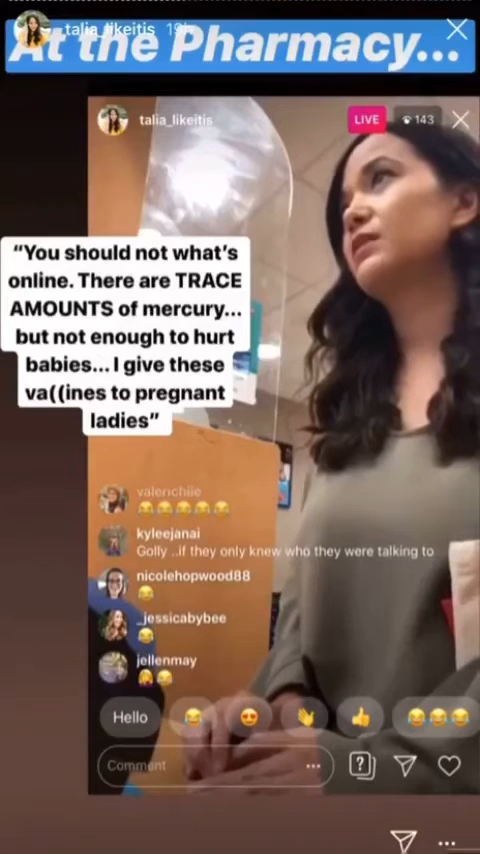 talia_likeitis 19h
At the Pharmacy...
talia_likeitis
LIVE
143
“You should not what’s
online. There are TRACE
AMOUNTS of mercury...
but not enough to hurt
babies... I give these
va((ines to pregnant
ladies”
valerichiie
😂😂😂😂😂
kyleejanai
Golly ..if they only knew who they were talking to
nicolehopwood88
😂
_jessicabybee
😂
jellenmay
🤷‍♀️😂
Hello
😂 😍 👋 👍 😂😂😂
Comment